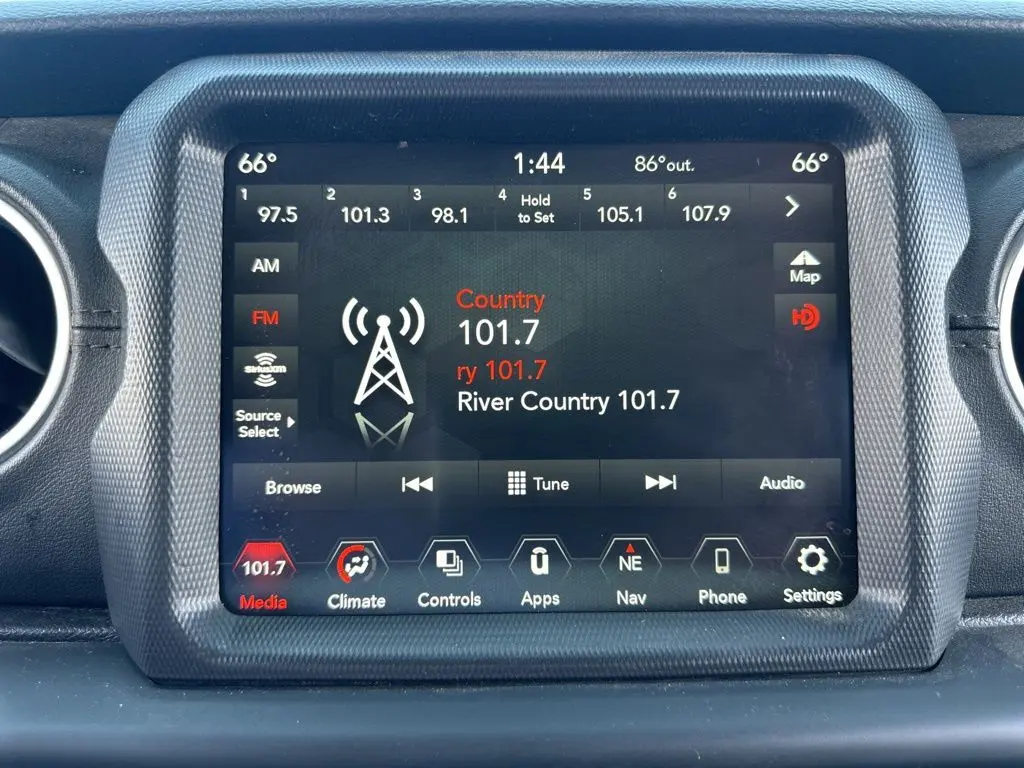 66° 1:44 86°out. 66°
1 97.5 2 101.3 3 98.1 4 Hold to Set 5 105.1 6 107.9
AM
Map
Country
FM
HD
101.7
ry 101.7
SiriusXM
River Country 101.7
Source
Select
Browse Tune Audio
101.7 NE
Media Climate Controls Apps Nav Phone Settings